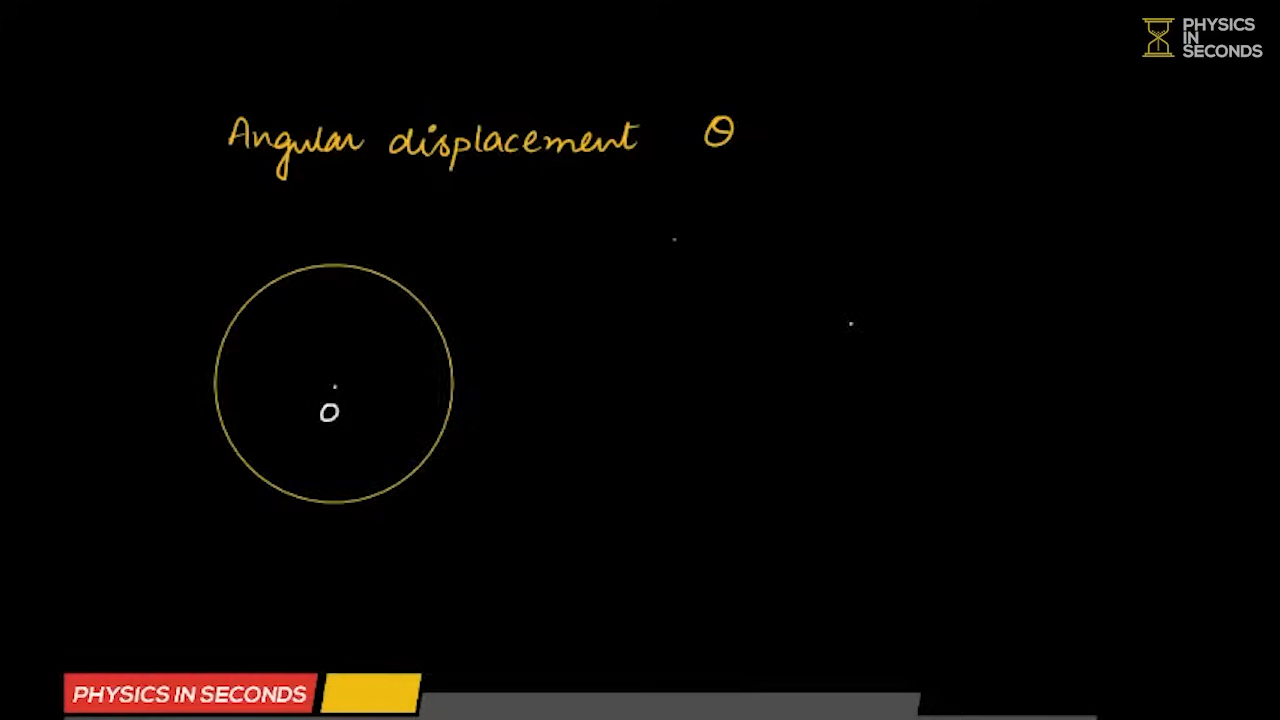 PHYSICS
IN
SECONDS
Angular displacement θ
O
PHYSICS IN SECONDS